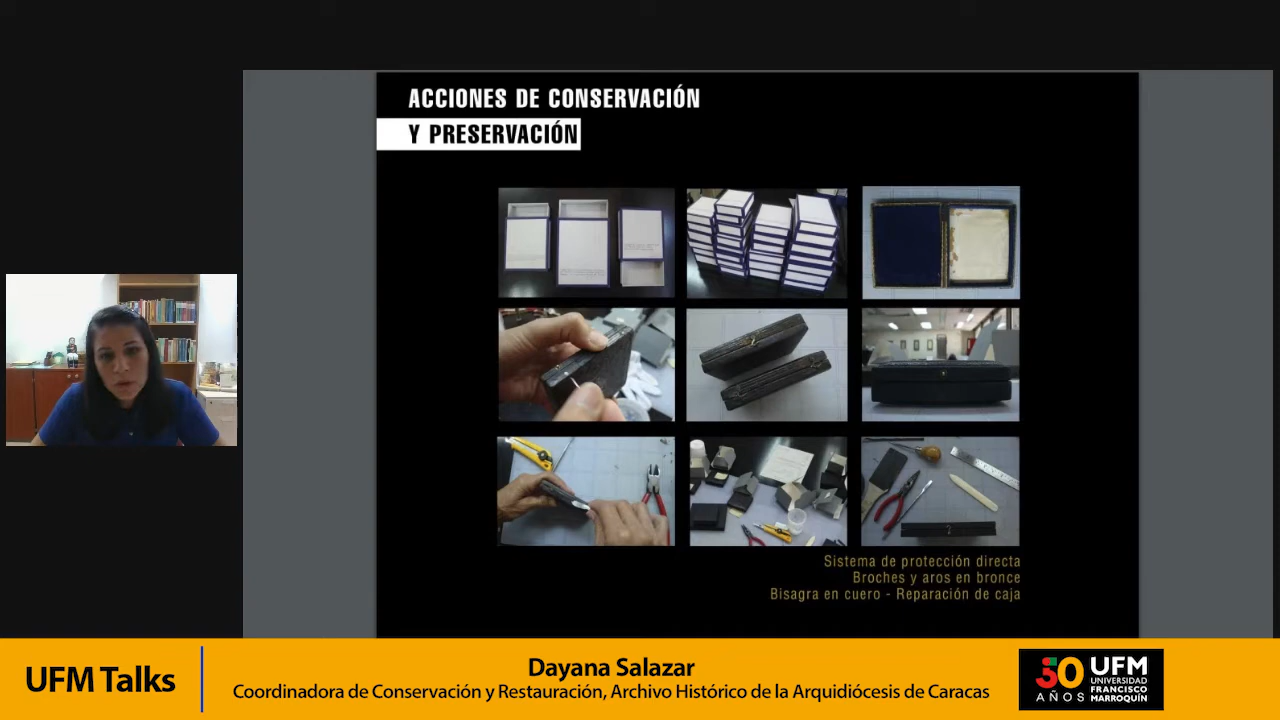 ACCIONES DE CONSERVACIÓN
Y PRESERVACIÓN
Sistema de protección directa
Broches y aros en bronce
Bisagra en cuero - Reparación de caja
UFM Talks
Dayana Salazar
Coordinadora de Conservación y Restauración, Archivo Histórico de la Arquidiócesis de Caracas
50
AÑOS
UFM
UNIVERSIDAD
FRANCISCO
MARROQUÍN